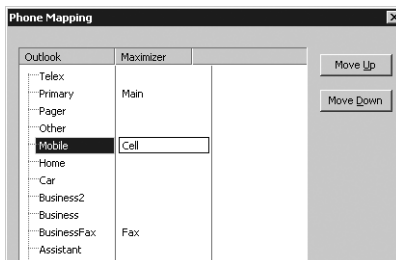 Phone Mapping
Outlook Maximizer
Telex
Primary Main
Pager
Other
Mobile Cell
Home
Car
Business2
Business
BusinessFax Fax
Assistant
Move Up
Move Down